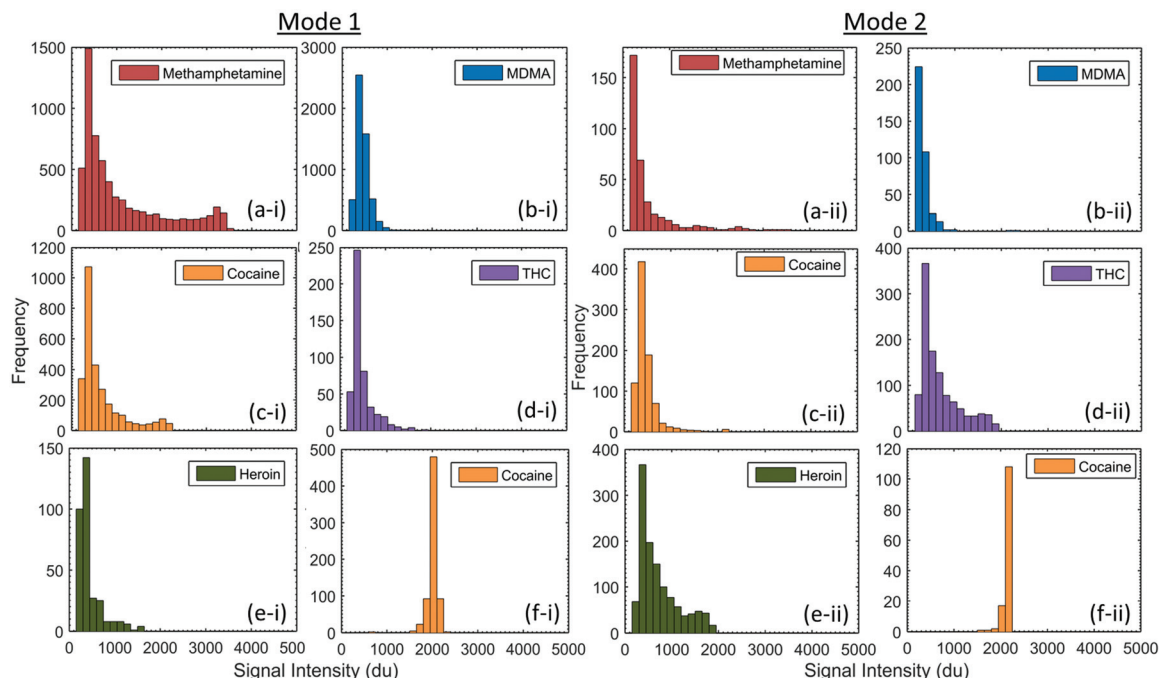 Mode 1 Mode 2
1500 3000 150 250
Methamphetamine MDMA Methamphetamine MDMA
200
1000 2000 100 150
500 1000 50 100
50
(a-i) (b-i) (a-ii) (b-ii)
0 0 0 0
1200 250 400 400
Cocaine THC Cocaine THC
1000 200 300 300
800 150
600 200 200
400 100
200 50 100 100
(c-i) (d-i) (c-ii) (d-ii)
0 0 0 0
Frequency Frequency
150 500 400 120
Heroin Cocaine Heroin Cocaine
400 300 100
100 300 80
200 60
50 200 40
100 100 20
(e-i) (f-i) (e-ii) (f-ii)
0 0 0 0
0 1000 2000 3000 4000 5000 0 1000 2000 3000 4000 5000 0 1000 2000 3000 4000 5000 0 1000 2000 3000 4000 5000
Signal Intensity (du) Signal Intensity (du)